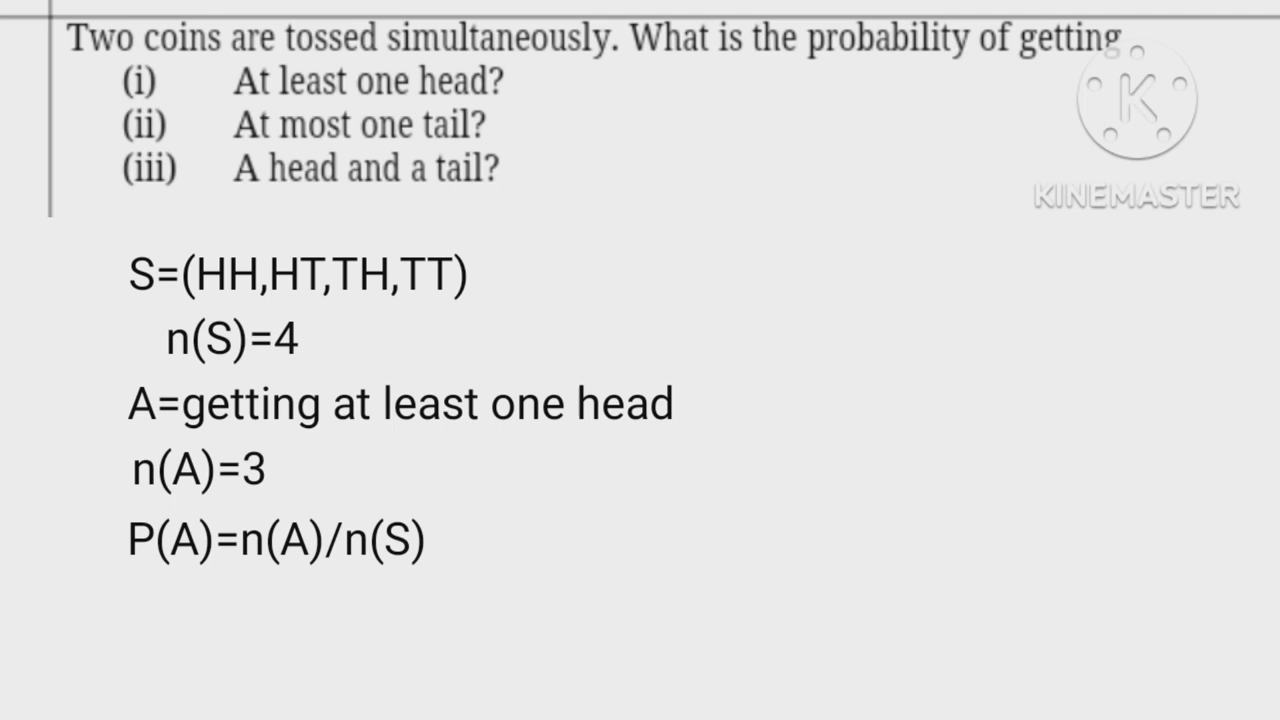 Two coins are tossed simultaneously. What is the probability of getting
(i) At least one head?
(ii) At most one tail?
(iii) A head and a tail?
K
KINEMASTER
S=(HH,HT,TH,TT)
n(S)=4
A=getting at least one head
n(A)=3
P(A)=n(A)/n(S)